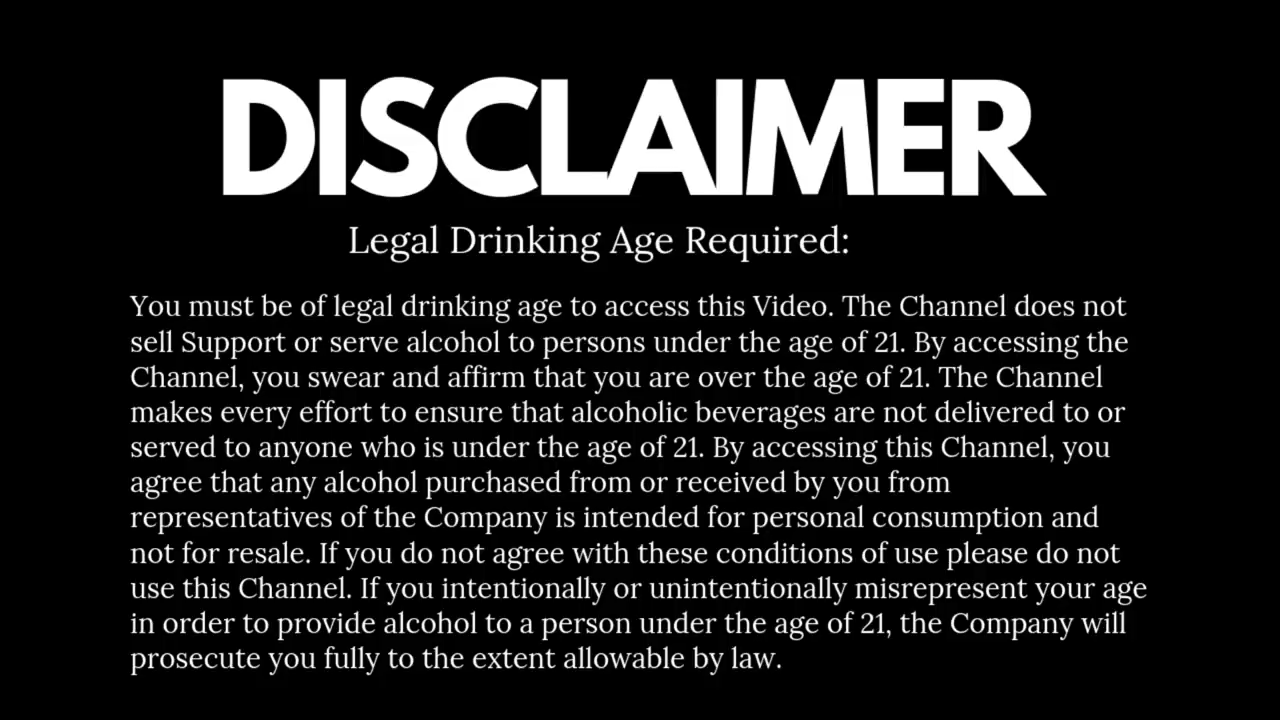 DISCLAIMER
Legal Drinking Age Required:
You must be of legal drinking age to access this Video. The Channel does not
sell Support or serve alcohol to persons under the age of 21. By accessing the
Channel, you swear and affirm that you are over the age of 21. The Channel
makes every effort to ensure that alcoholic beverages are not delivered to or
served to anyone who is under the age of 21. By accessing this Channel, you
agree that any alcohol purchased from or received by you from
representatives of the Company is intended for personal consumption and
not for resale. If you do not agree with these conditions of use please do not
use this Channel. If you intentionally or unintentionally misrepresent your age
in order to provide alcohol to a person under the age of 21, the Company will
prosecute you fully to the extent allowable by law.